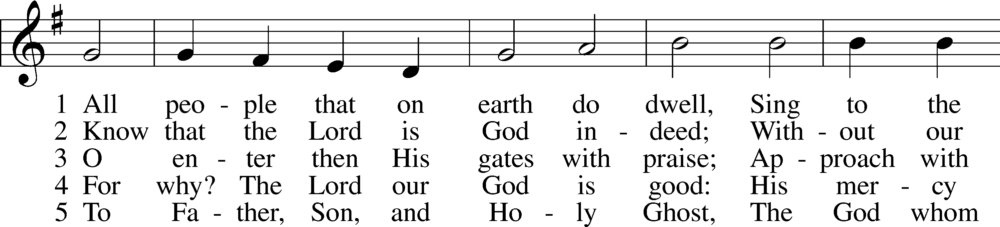 1 All peo - ple that on earth do dwell, Sing to the
2 Know that the Lord is God in - deed; With - out our
3 O en - ter then His gates with praise; Ap - proach with
4 For why? The Lord our God is good: His mer - cy
5 To Fa - ther, Son, and Ho - ly Ghost, The God whom